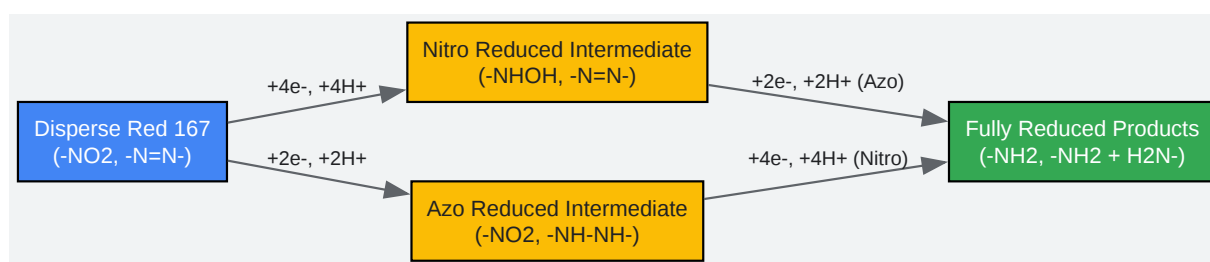 Nitro Reduced Intermediate
(-NHOH, -N=N-)
+4e-, +4H+
+2e-, +2H+ (Azo)
Disperse Red 167
(-NO2, -N=N-)
Fully Reduced Products
(-NH2, -NH2 + H2N-)
+2e-, +2H+
+4e-, +4H+ (Nitro)
Azo Reduced Intermediate
(-NO2, -NH-NH-)